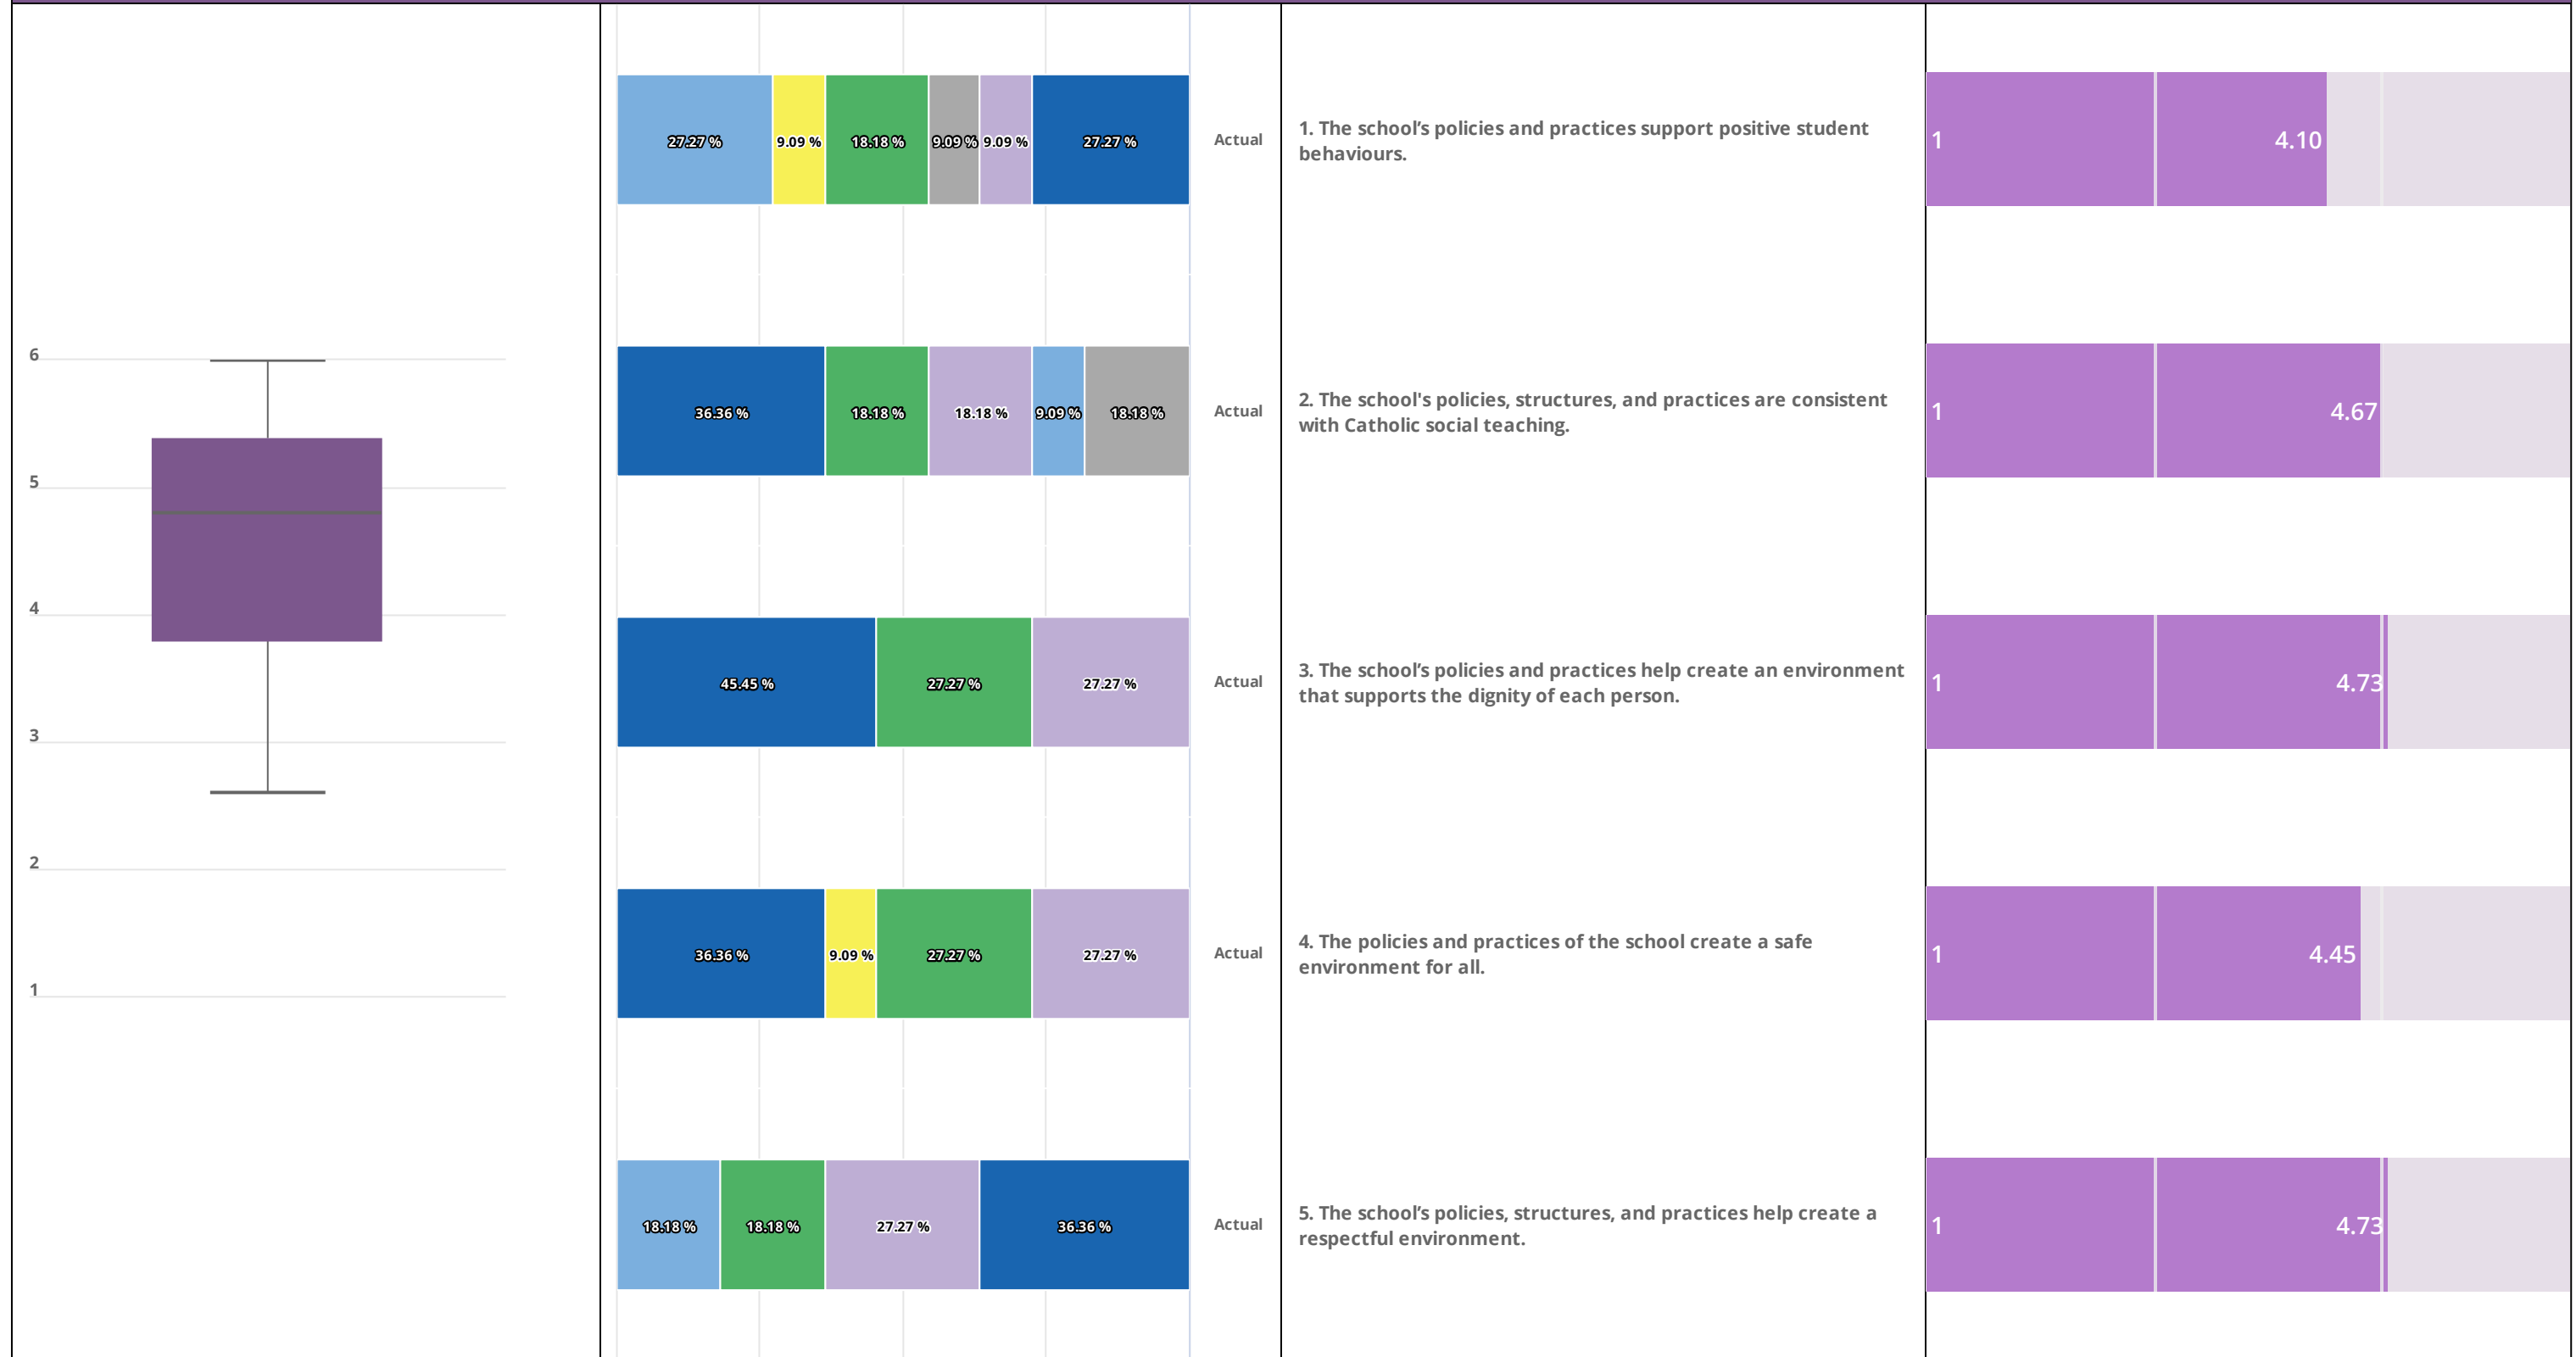 6
5
4
3
2
1
27.27 %
9.09 %
18.18 %
9.09 %
9.09 %
27.27 %
Actual
1. The school’s policies and practices support positive student
behaviours.
1
4.10
36.36 %
18.18 %
18.18 %
9.09 %
18.18 %
Actual
2. The school's policies, structures, and practices are consistent
with Catholic social teaching.
1
4.67
45.45 %
27.27 %
27.27 %
Actual
3. The school’s policies and practices help create an environment
that supports the dignity of each person.
1
4.73
36.36 %
9.09 %
27.27 %
27.27 %
Actual
4. The policies and practices of the school create a safe
environment for all.
1
4.45
18.18 %
18.18 %
27.27 %
36.36 %
Actual
5. The school’s policies, structures, and practices help create a
respectful environment.
1
4.73